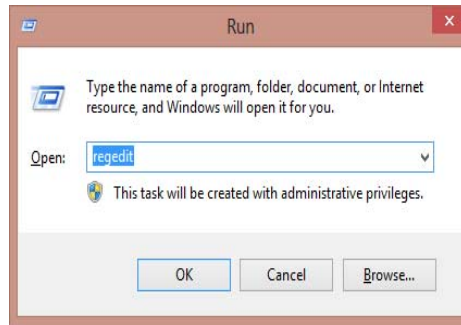 Run
x
Type the name of a program, folder, document, or Internet
resource, and Windows will open it for you.
Open: regedit
This task will be created with administrative privileges.
OK Cancel Browse...